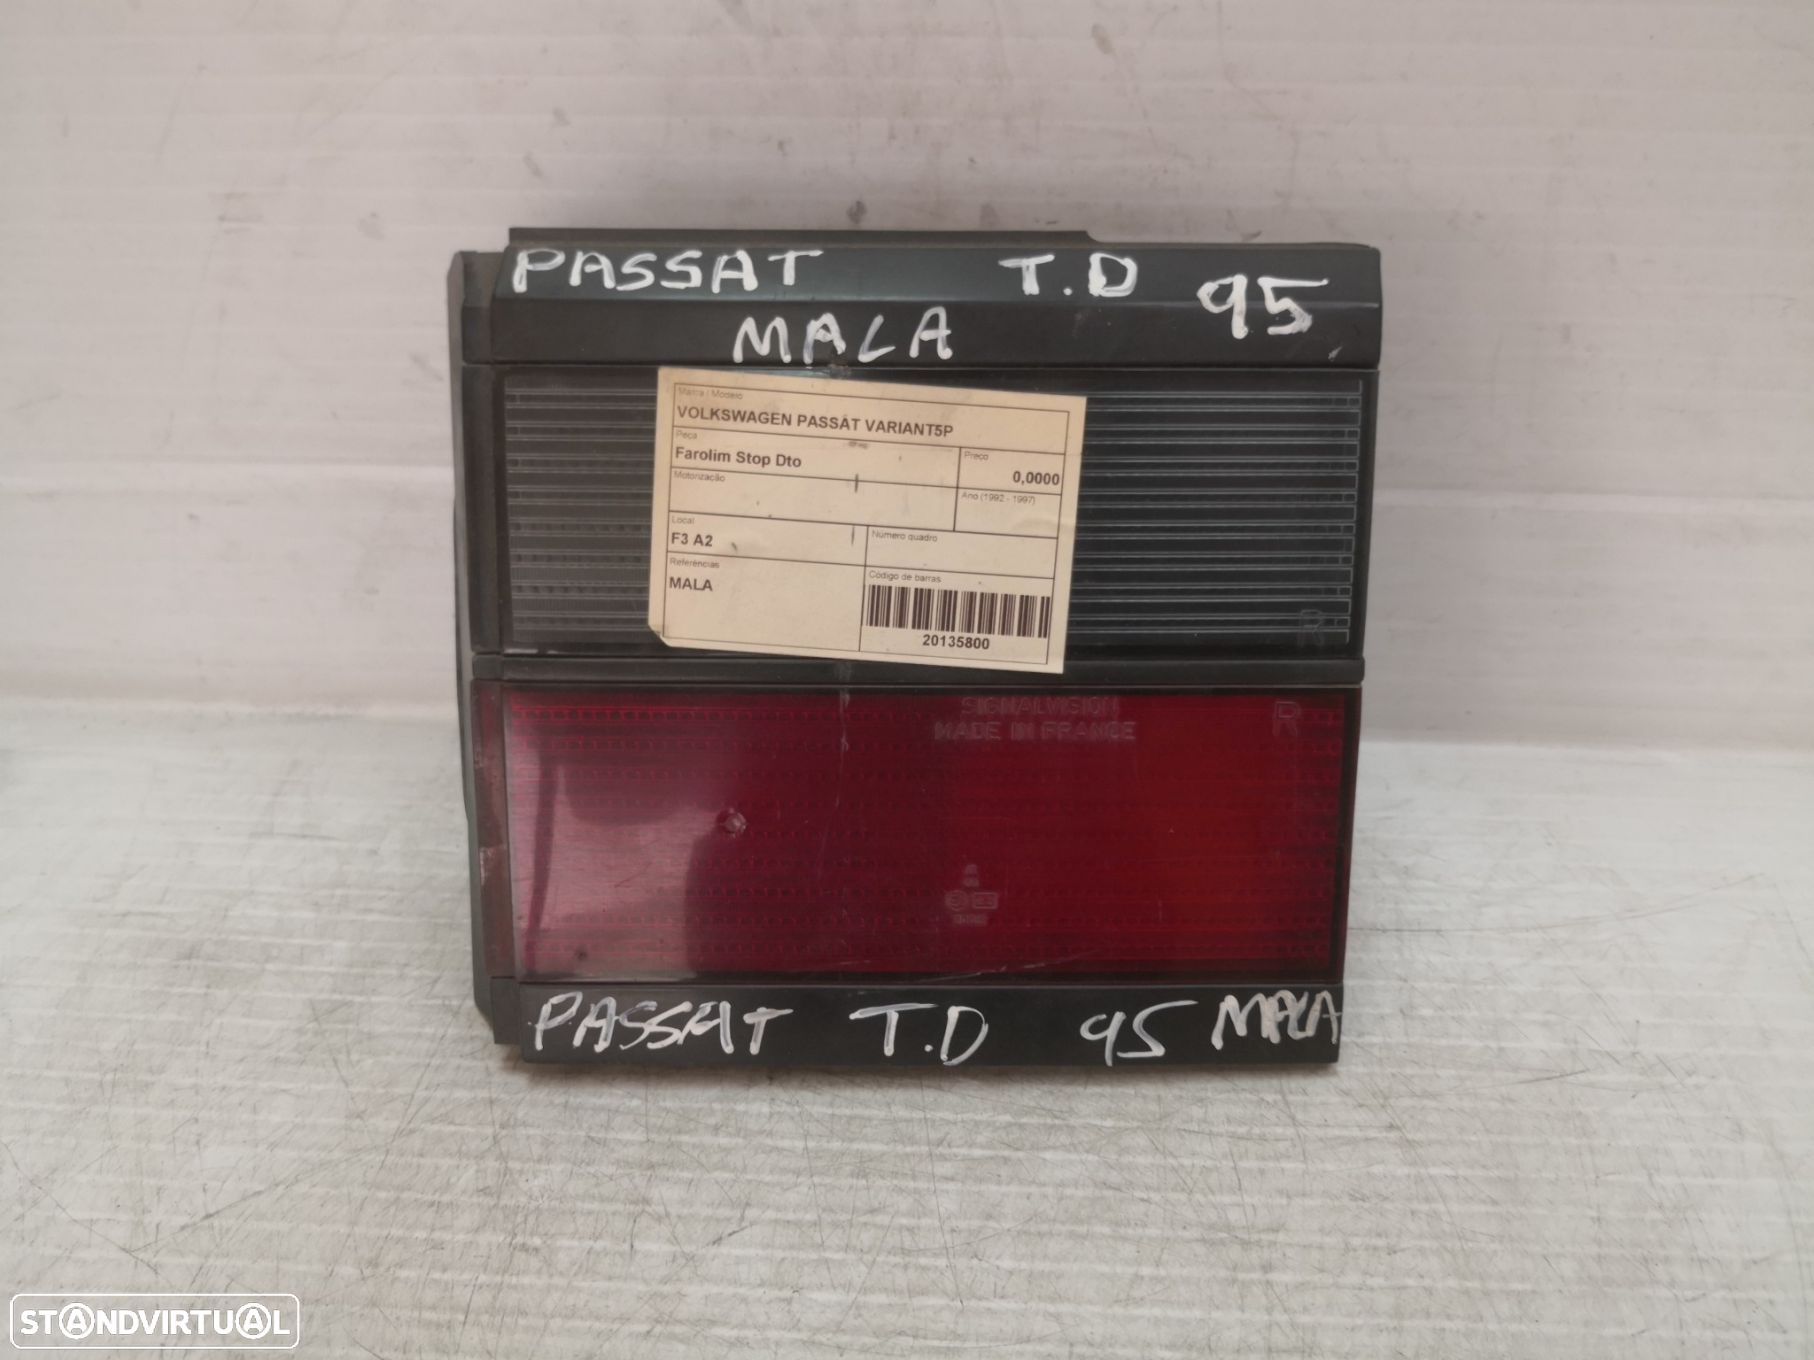 PASSAT T.D 95
MALA
Marca / Modelo
VOLKSWAGEN PASSAT VARIANT5P
Peça
Farolim Stop Dto
Preço
0,0000
Motorização
Ano (1992 - 1997)
Local
F3 A2
Número quadro
Referências
MALA
Código de barras
20135800
R
SIGNALVISION
MADE IN FRANCE
R
PASSAT T.D 95 MALA
STANDVIRTUAL